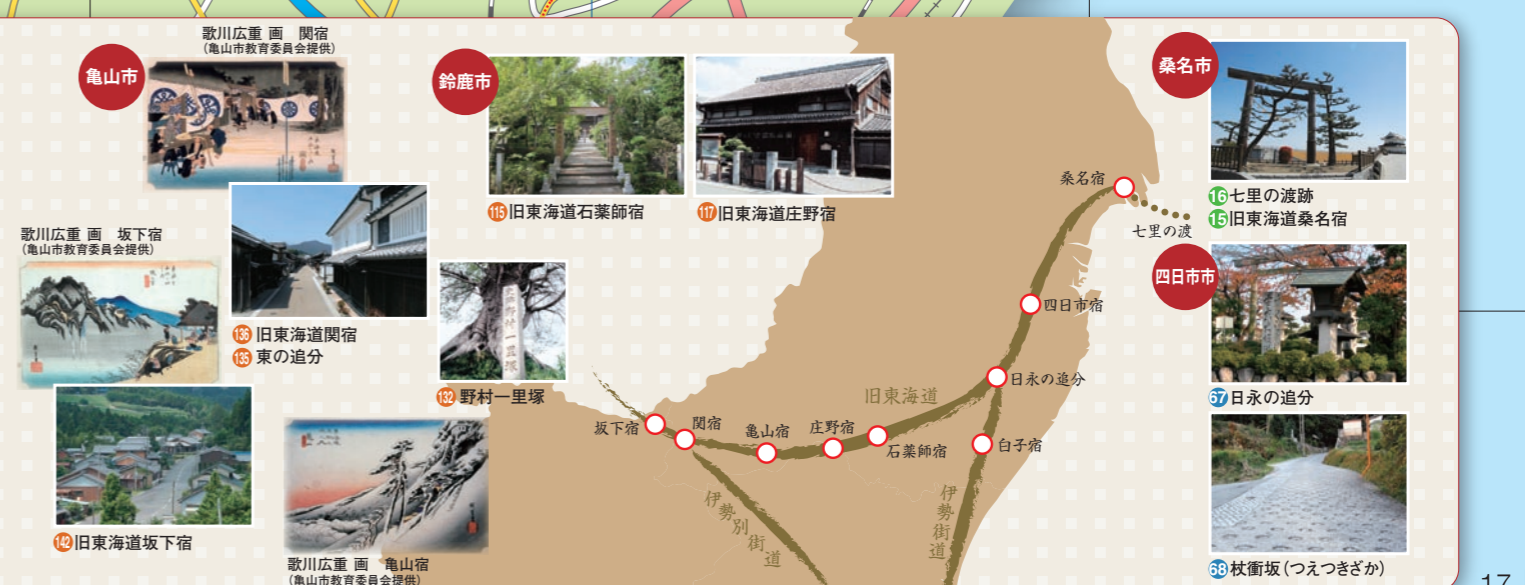 歌川広重 画　関宿
（亀山市教育委員会提供）
亀山市
歌川広重 画　坂下宿
（亀山市教育委員会提供）
136 旧東海道関宿
135 東の追分
142 旧東海道坂下宿
歌川広重 画　亀山宿
（亀山市教育委員会提供）
鈴鹿市
115 旧東海道石薬師宿
117 旧東海道庄野宿
132 野村一里塚
桑名宿
七里の渡
四日市宿
日永の追分
旧東海道
坂下宿
関宿
亀山宿
庄野宿
石薬師宿
白子宿
伊勢別街道
伊勢街道
桑名市
16 七里の渡跡
15 旧東海道桑名宿
四日市市
67 日永の追分
68 杖衝坂（つえつきざか）
17